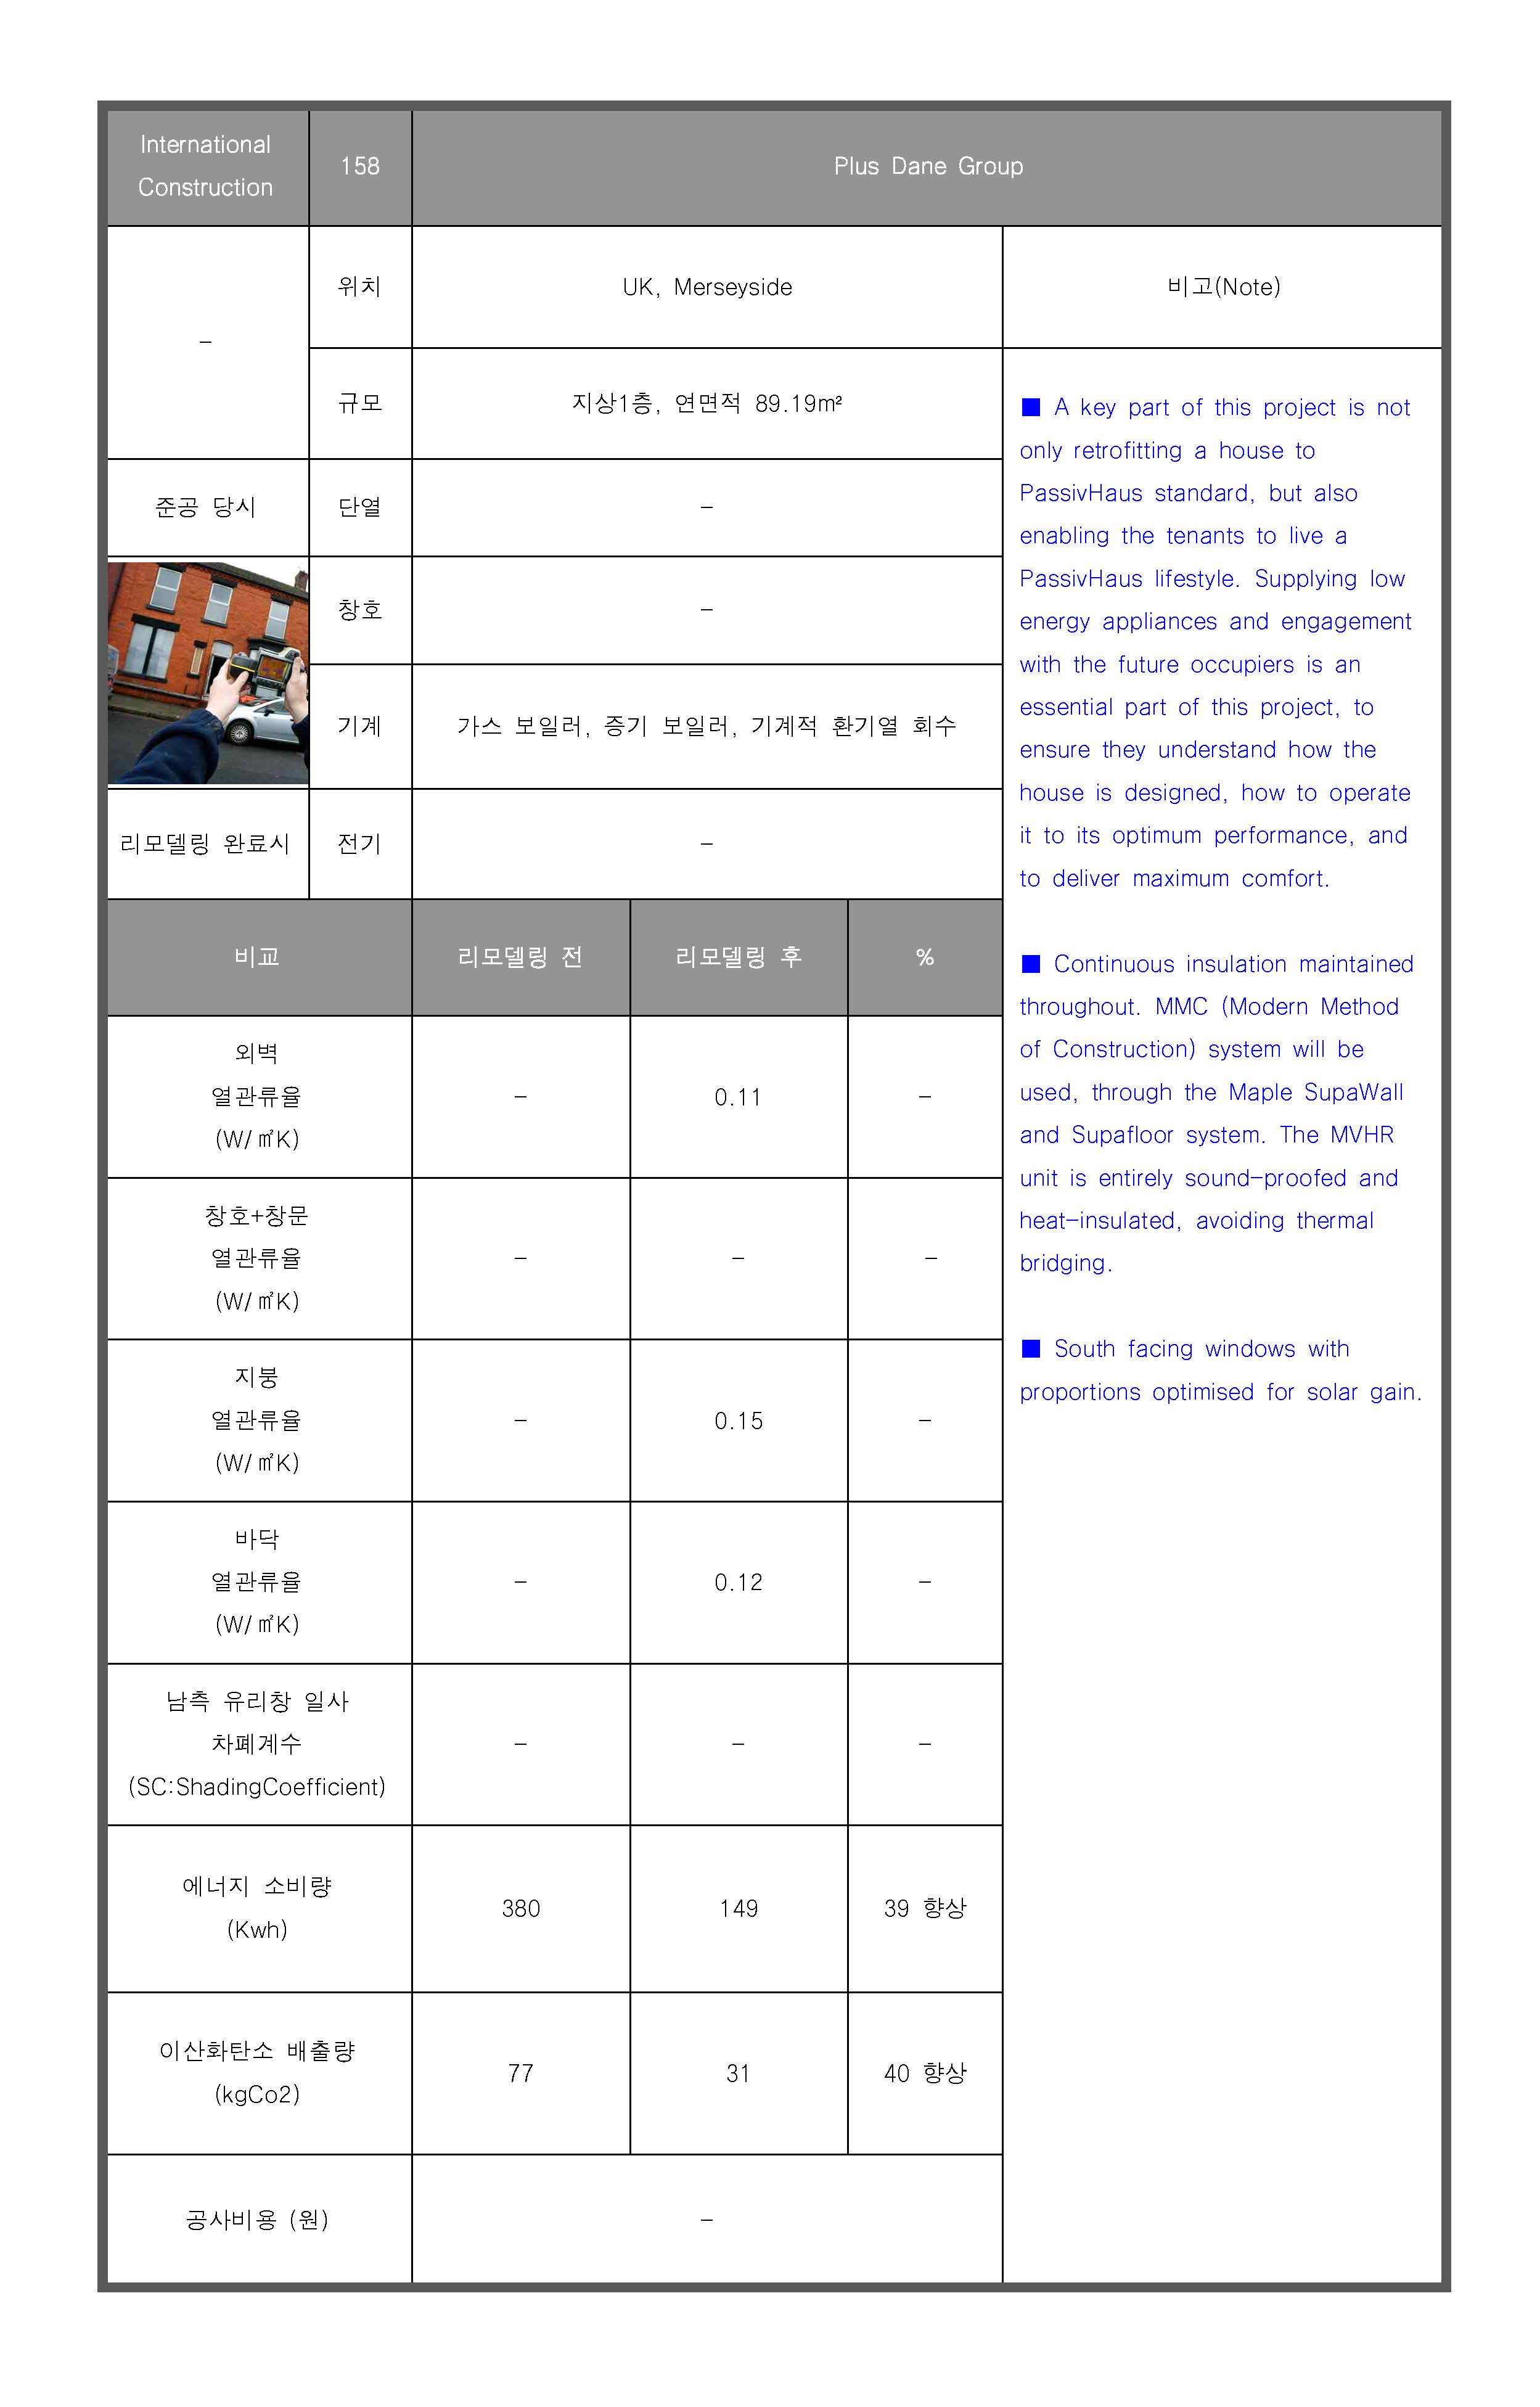 International
Construction
158
Plus Dane Group
-
위치
UK, Merseyside
비고(Note)
규모
지상1층, 연면적 89.19m²
준공 당시
단열
-
창호
-
기계
가스 보일러, 증기 보일러, 기계적 환기열 회수
리모델링 완료시
전기
-
■ A key part of this project is not
only retrofitting a house to
PassivHaus standard, but also
enabling the tenants to live a
PassivHaus lifestyle. Supplying low
energy appliances and engagement
with the future occupiers is an
essential part of this project, to
ensure they understand how the
house is designed, how to operate
it to its optimum performance, and
to deliver maximum comfort.
■ Continuous insulation maintained
throughout. MMC (Modern Method
of Construction) system will be
used, through the Maple SupaWall
and Supafloor system. The MVHR
unit is entirely sound-proofed and
heat-insulated, avoiding thermal
bridging.
■ South facing windows with
proportions optimised for solar gain.
비교
리모델링 전
리모델링 후
%
외벽
열관류율
(W/㎡K)
-
0.11
-
창호+창문
열관류율
(W/㎡K)
-
-
-
지붕
열관류율
(W/㎡K)
-
0.15
-
바닥
열관류율
(W/㎡K)
-
0.12
-
남측 유리창 일사
차폐계수
(SC:ShadingCoefficient)
-
-
-
에너지 소비량
(Kwh)
380
149
39 향상
이산화탄소 배출량
(kgCo2)
77
31
40 향상
공사비용 (원)
-